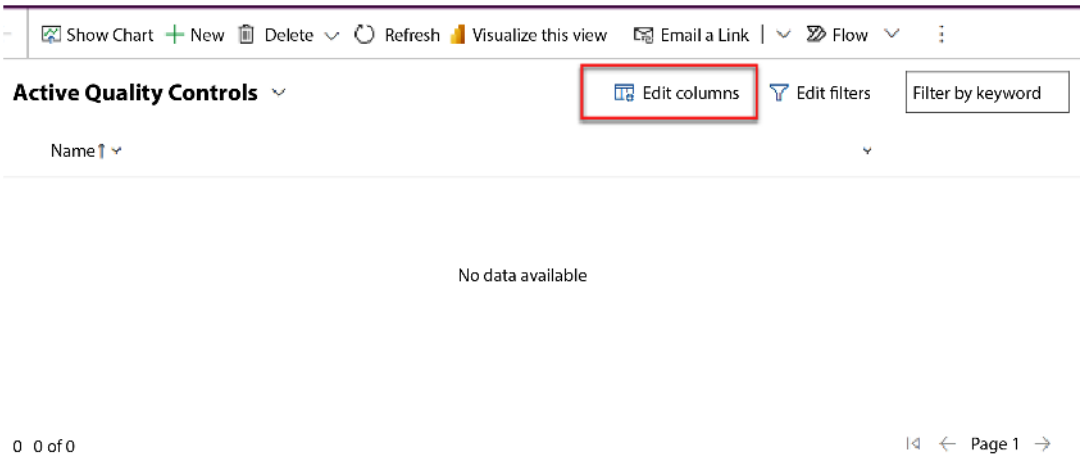 Show Chart New Delete Refresh Visualize this view Email a Link | Flow
Active Quality Controls Edit columns Edit filters Filter by keyword
Name↑
No data available
0 0 of 0 Page 1